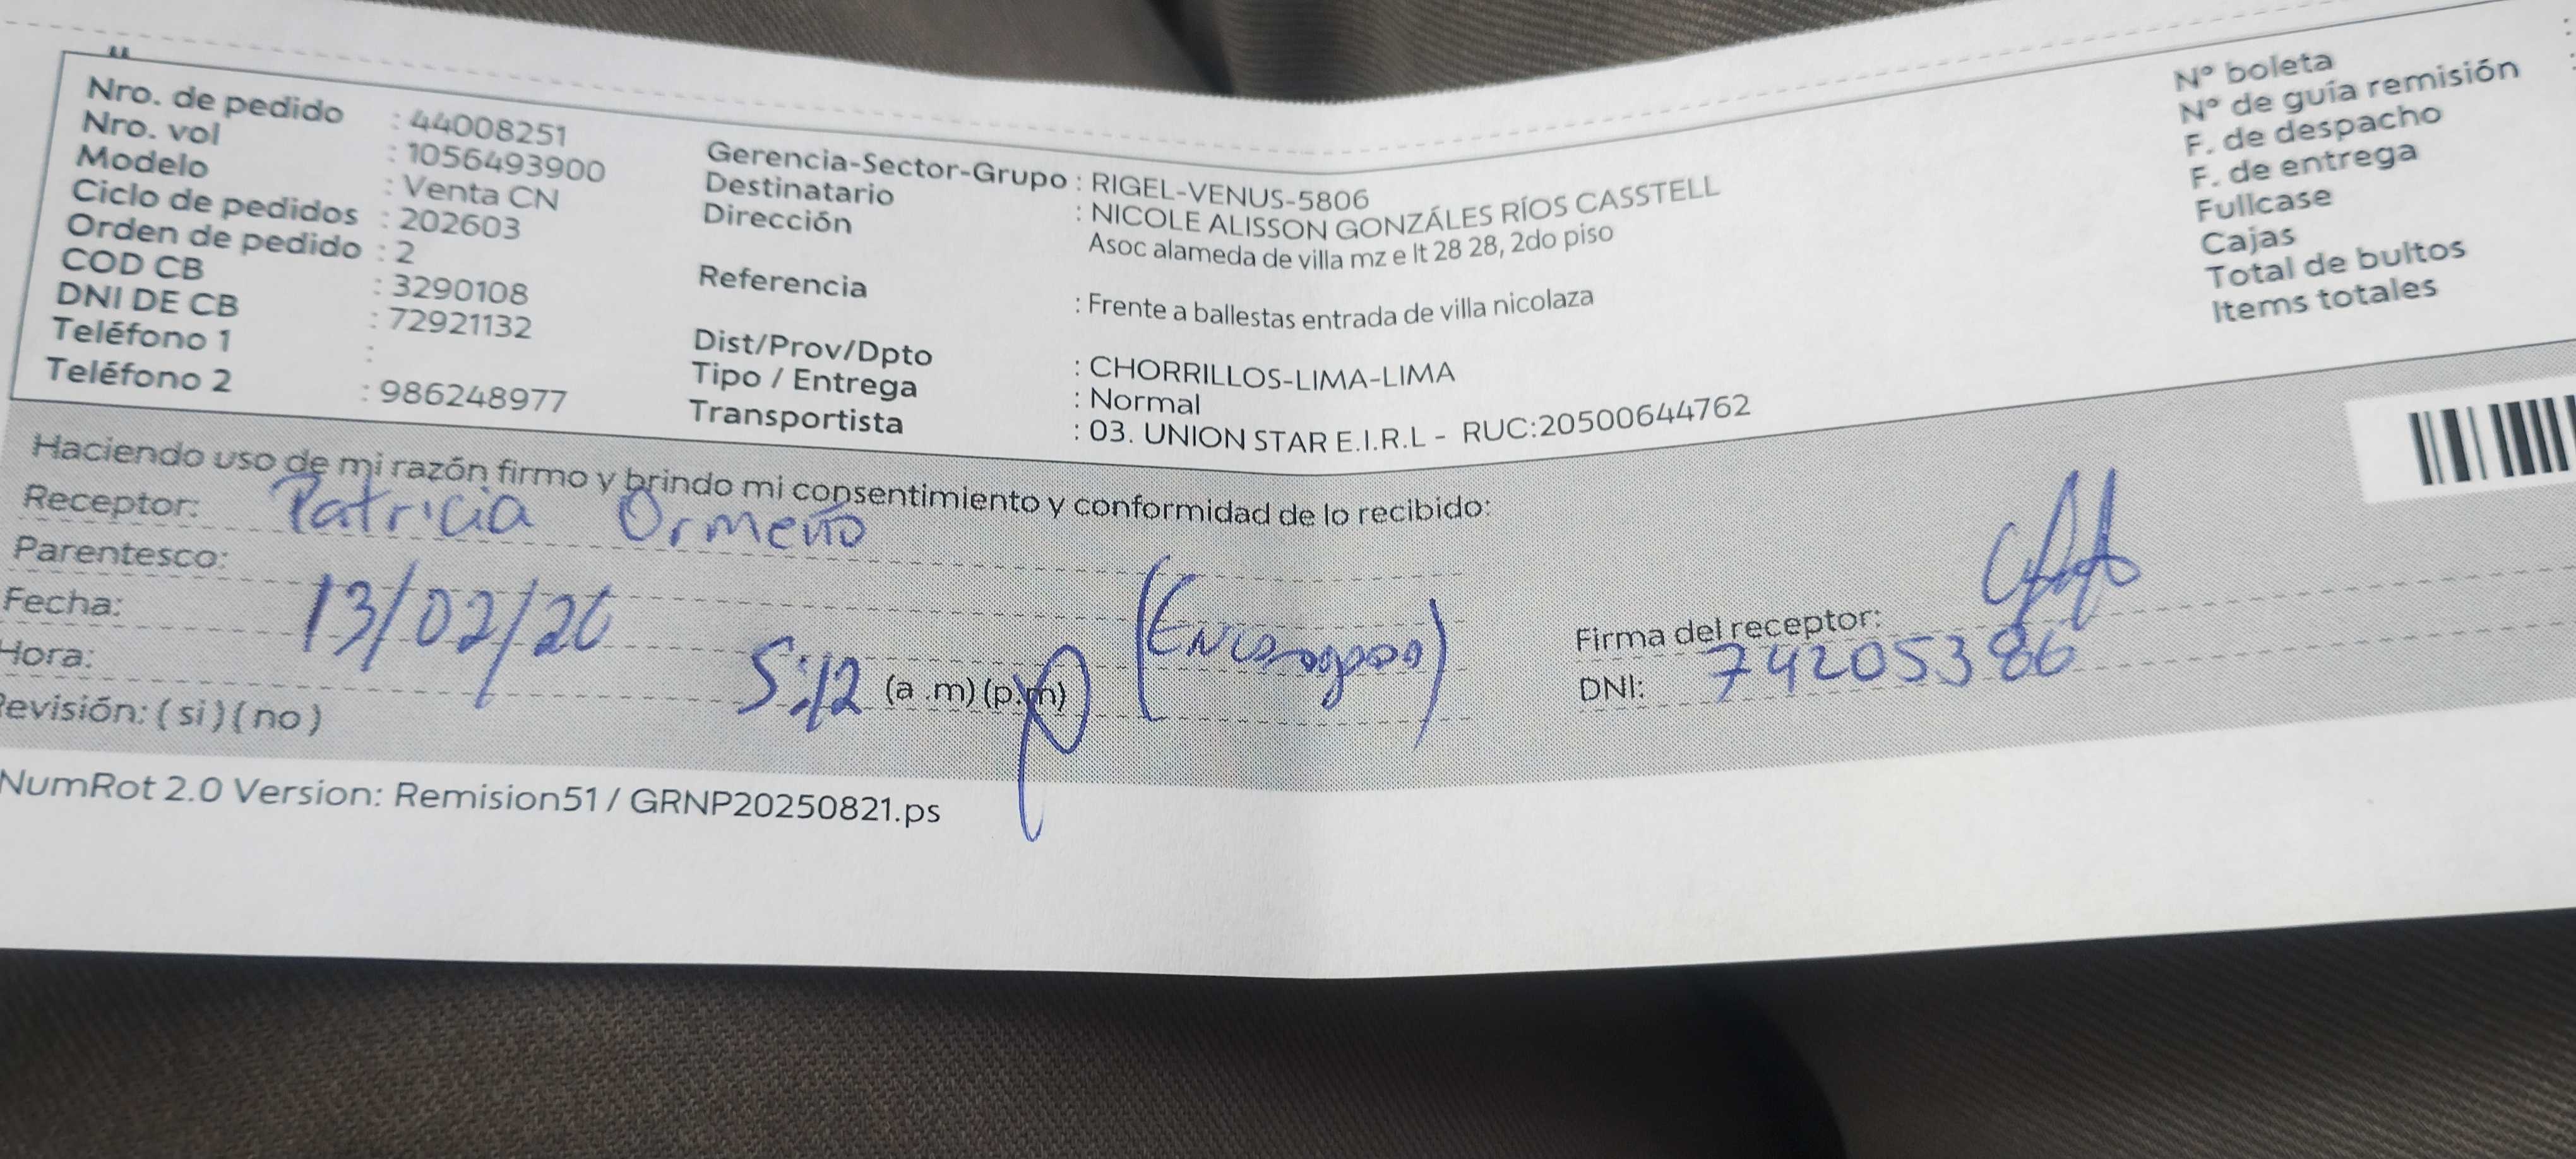 Nro. de pedido : 44008251
Nro. vol : 1056493900
Modelo : Venta CN
Ciclo de pedidos : 202603
Orden de pedido : 2
COD CB : 3290108
DNI DE CB : 72921132
Teléfono 1 :
Teléfono 2 : 986248977
Gerencia-Sector-Grupo : RIGEL-VENUS-5806
Destinatario : NICOLE ALISSON GONZÁLES RÍOS CASSTELL
Dirección Asoc alameda de villa mz e lt 28 28, 2do piso
Referencia : Frente a ballestas entrada de villa nicolaza
Dist/Prov/Dpto : CHORRILLOS-LIMA-LIMA
Tipo / Entrega : Normal
Transportista : 03. UNION STAR E.I.R.L - RUC:20500644762
N° boleta
N° de guía remisión
F. de despacho
F. de entrega
Fullcase
Cajas
Total de bultos
Items totales
Haciendo uso de mi razón firmo y brindo mi consentimiento y conformidad de lo recibido:
Receptor: Patricia Ormeño
Parentesco:
Fecha: 13/02/26
Hora: 5:12 (a .m) (p.m)
Revisión: ( si ) ( no )
Firma del receptor:
DNI: 74205386
NumRot 2.0 Version: Remision51 / GRNP20250821.ps